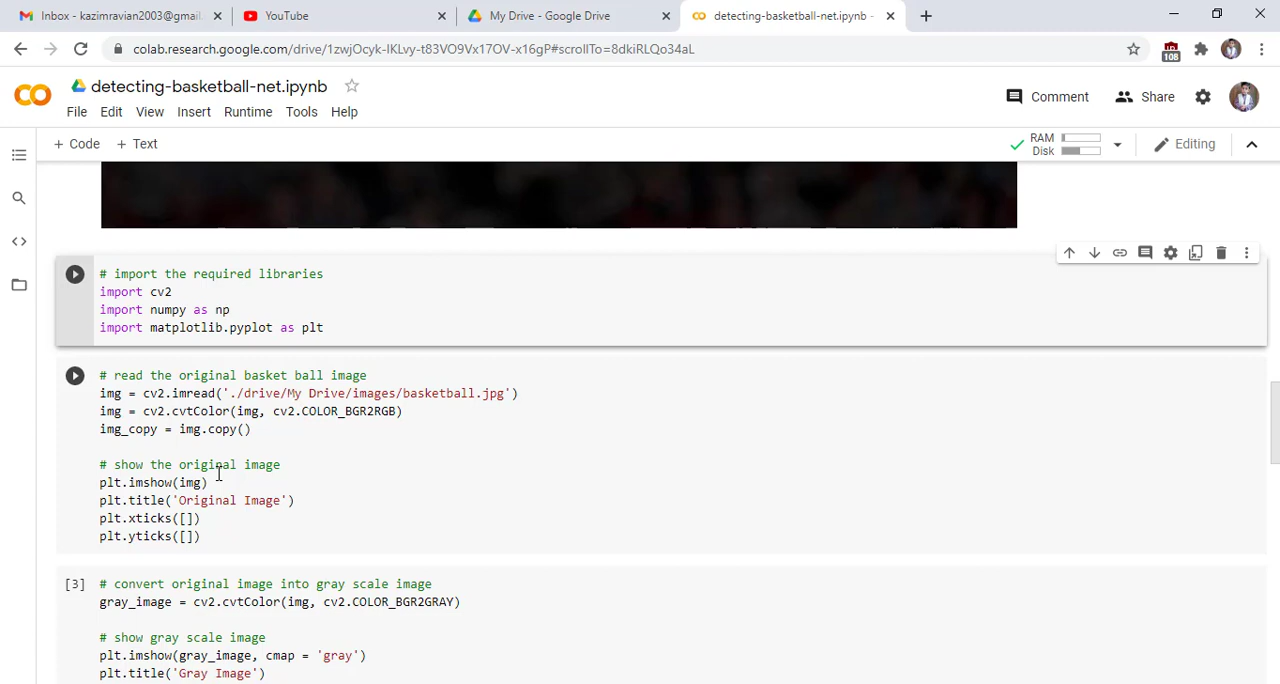 Inbox - kazimravian2003@gmail.
YouTube
My Drive - Google Drive
detecting-basketball-net.ipynb -
colab.research.google.com/drive/1zwjOcyk-IKLvy-t83VO9Vx17OV-x16gP#scrollTo=8dkiRLQo34aL
108
detecting-basketball-net.ipynb
File Edit View Insert Runtime Tools Help
Comment
Share
+ Code + Text
RAM
Disk
Editing
# import the required libraries
import cv2
import numpy as np
import matplotlib.pyplot as plt
# read the original basket ball image
img = cv2.imread('./drive/My Drive/images/basketball.jpg')
img = cv2.cvtColor(img, cv2.COLOR_BGR2RGB)
img_copy = img.copy()
# show the original image
plt.imshow(img)
plt.title('Original Image')
plt.xticks([])
plt.yticks([])
[3] # convert original image into gray scale image
gray_image = cv2.cvtColor(img, cv2.COLOR_BGR2GRAY)
# show gray scale image
plt.imshow(gray_image, cmap = 'gray')
plt.title('Gray Image')